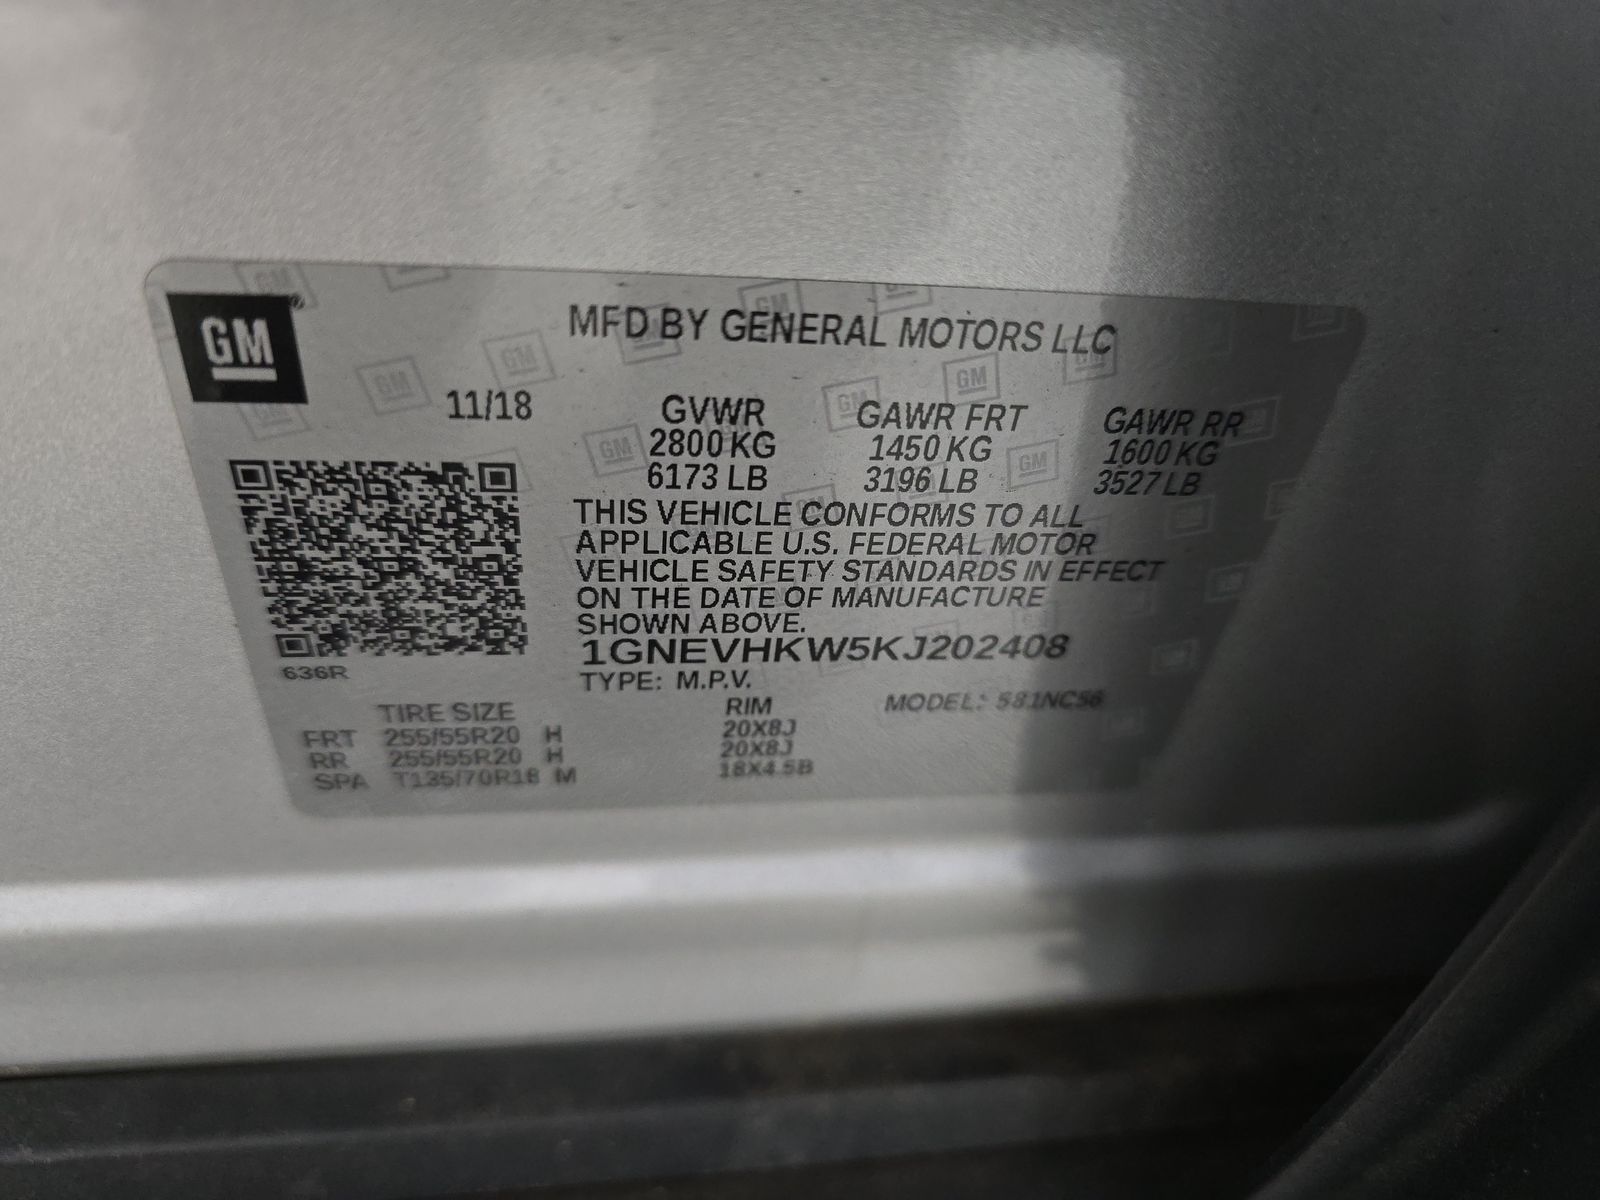 GM
MFD BY GENERAL MOTORS LLC
11/18 GVWR GAWR FRT GAWR RR
2800 KG 1450 KG 1600 KG
6173 LB 3196 LB 3527 LB
THIS VEHICLE CONFORMS TO ALL
APPLICABLE U.S. FEDERAL MOTOR
VEHICLE SAFETY STANDARDS IN EFFECT
ON THE DATE OF MANUFACTURE
SHOWN ABOVE.
1GNEVHKW5KJ202408
636R
TYPE: M.P.V.
MODEL: 581NC56
TIRE SIZE RIM
FRT 255/55R20 H 20X8J
RR 255/55R20 H 20X8J
SPA T135/70R18 M 18X4.5B